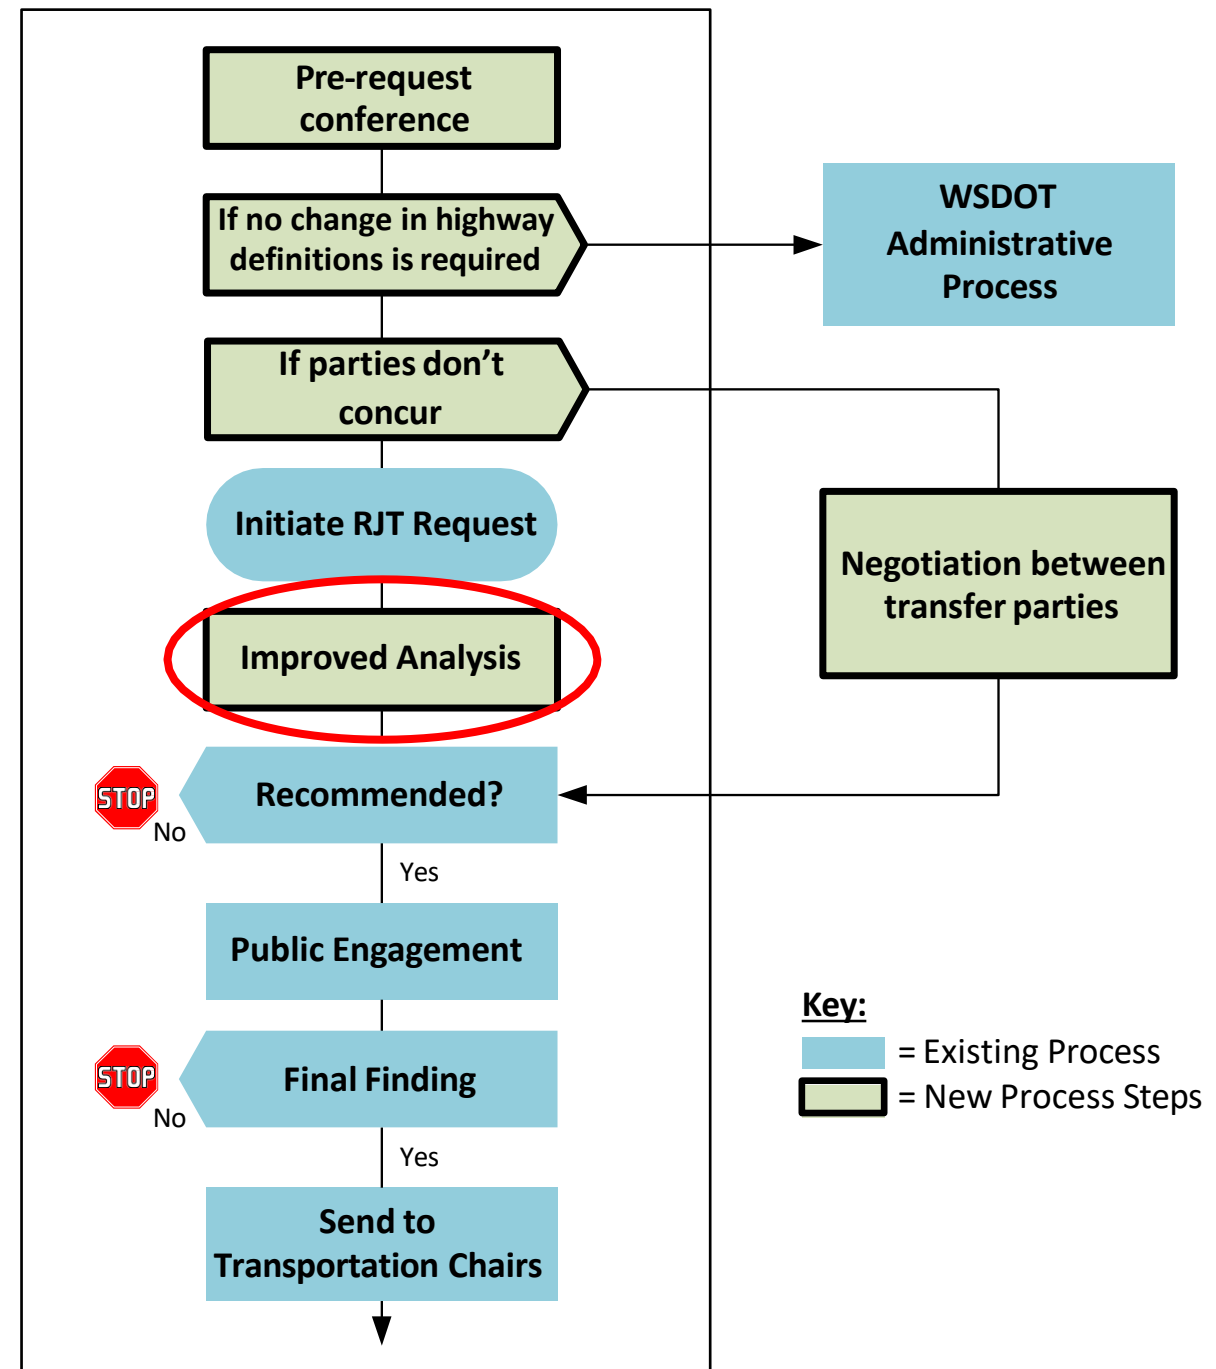 Pre-request
conference
If no change in highway
definitions is required
WSDOT
Administrative
Process
If parties don’t
concur
Initiate RJT Request
Negotiation between
transfer parties
Improved Analysis
Recommended?
STOP
No
Yes
Public Engagement
Final Finding
STOP
No
Yes
Send to
Transportation Chairs
Key:
= Existing Process
= New Process Steps